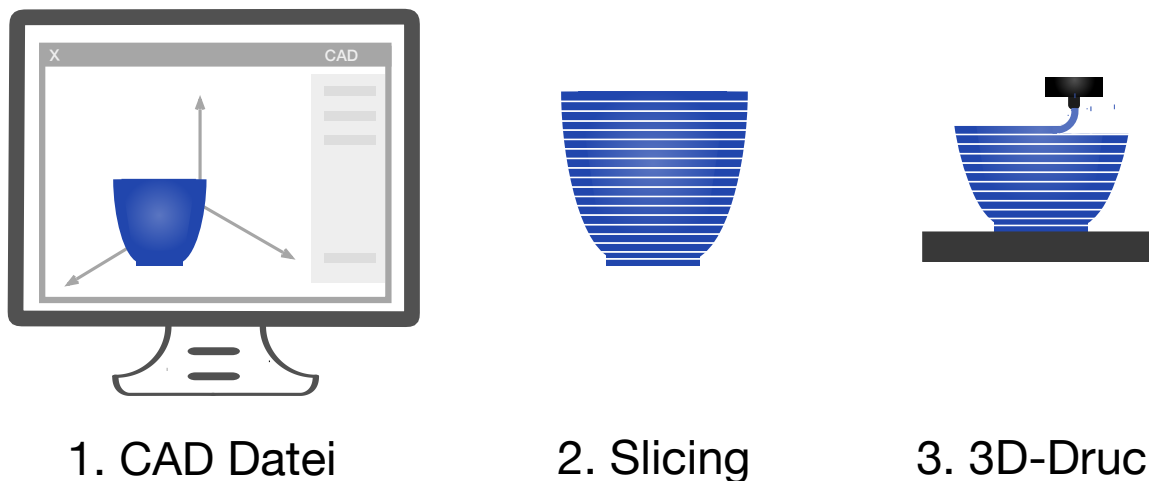 X CAD
1. CAD Datei
2. Slicing
3. 3D-Druc